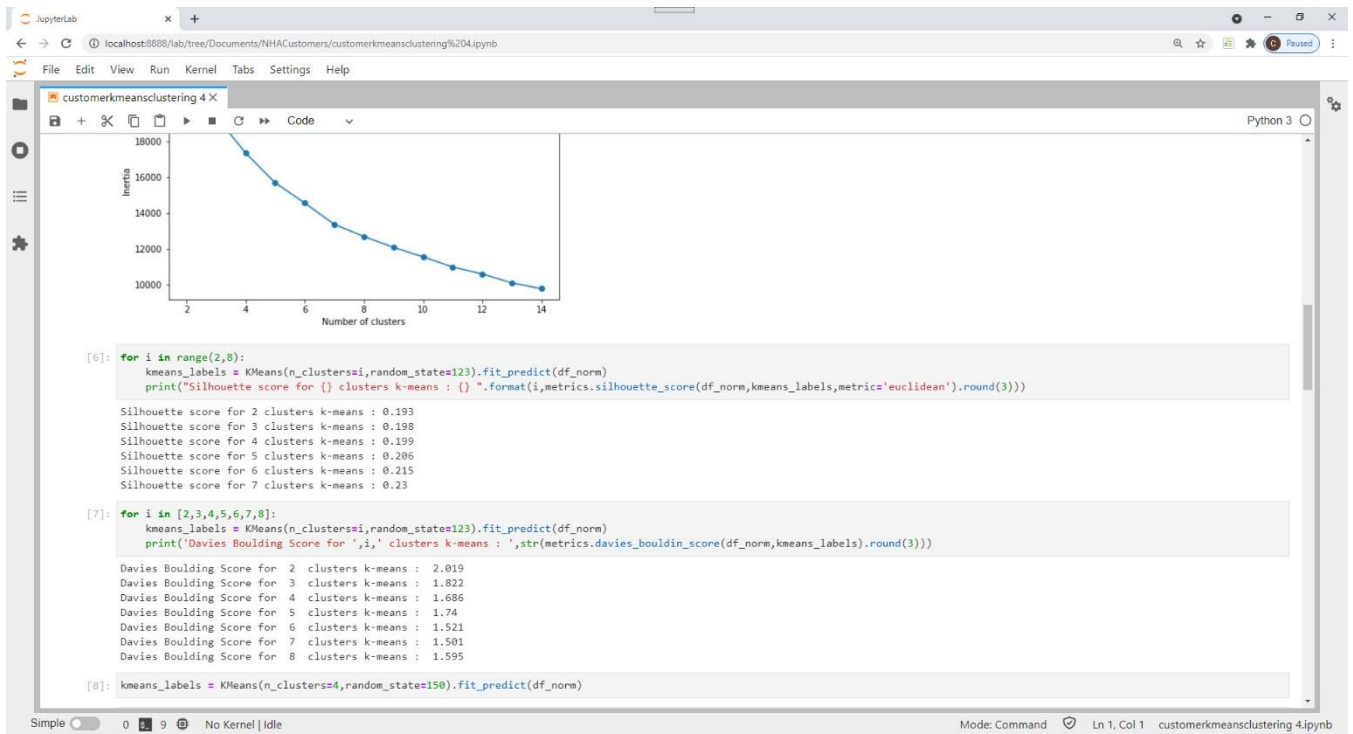 JupyterLab
localhost:8888/lab/tree/Documents/NHACustomers/customerkmeansclustering%204.ipynb
C Paused
File Edit View Run Kernel Tabs Settings Help
customerkmeansclustering 4
Code
Python 3
18000
16000
14000
12000
10000
Inertia
2 4 6 8 10 12 14
Number of clusters
[6]: for i in range(2,8):
kmeans_labels = KMeans(n_clusters=i,random_state=123).fit_predict(df_norm)
print("Silhouette score for {} clusters k-means : {} ".format(i,metrics.silhouette_score(df_norm,kmeans_labels,metric='euclidean').round(3)))
Silhouette score for 2 clusters k-means : 0.193
Silhouette score for 3 clusters k-means : 0.198
Silhouette score for 4 clusters k-means : 0.199
Silhouette score for 5 clusters k-means : 0.206
Silhouette score for 6 clusters k-means : 0.215
Silhouette score for 7 clusters k-means : 0.23
[7]: for i in [2,3,4,5,6,7,8]:
kmeans_labels = KMeans(n_clusters=i,random_state=123).fit_predict(df_norm)
print('Davies Boulding Score for ',i,' clusters k-means : ',str(metrics.davies_bouldin_score(df_norm,kmeans_labels).round(3)))
Davies Boulding Score for  2  clusters k-means :  2.019
Davies Boulding Score for  3  clusters k-means :  1.822
Davies Boulding Score for  4  clusters k-means :  1.686
Davies Boulding Score for  5  clusters k-means :  1.74
Davies Boulding Score for  6  clusters k-means :  1.521
Davies Boulding Score for  7  clusters k-means :  1.501
Davies Boulding Score for  8  clusters k-means :  1.595
[8]: kmeans_labels = KMeans(n_clusters=4,random_state=150).fit_predict(df_norm)
Simple 0 9 No Kernel | Idle Mode: Command Ln 1, Col 1 customerkmeansclustering 4.ipynb